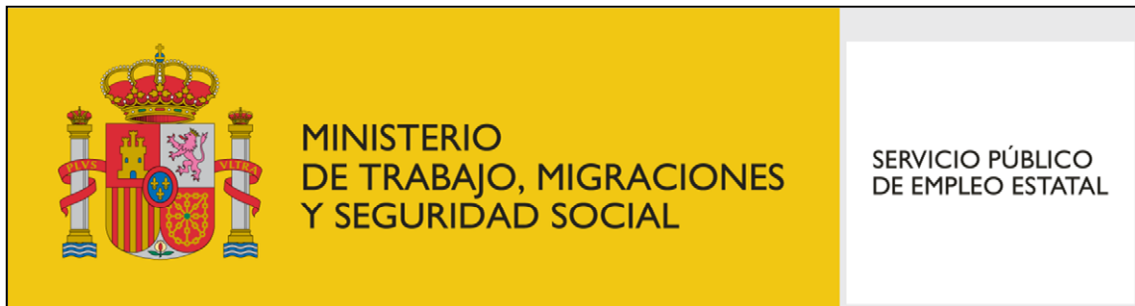 PLVS
VLTRA
MINISTERIO
DE TRABAJO, MIGRACIONES
Y SEGURIDAD SOCIAL
SERVICIO PÚBLICO
DE EMPLEO ESTATAL